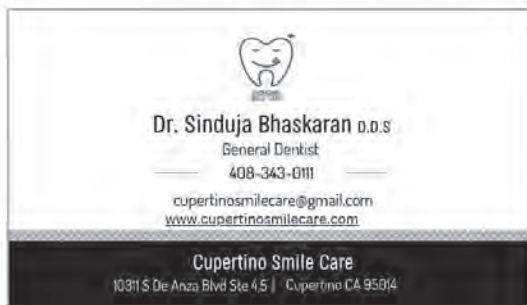 Dr. Sinduja Bhaskaran D.D.S
General Dentist
408-343-0111
cupertinosmilecare@gmail.com
www.cupertinosmilecare.com
Cupertino Smile Care
10311 S De Anza Blvd Ste 4,5 | Cupertino CA 95014